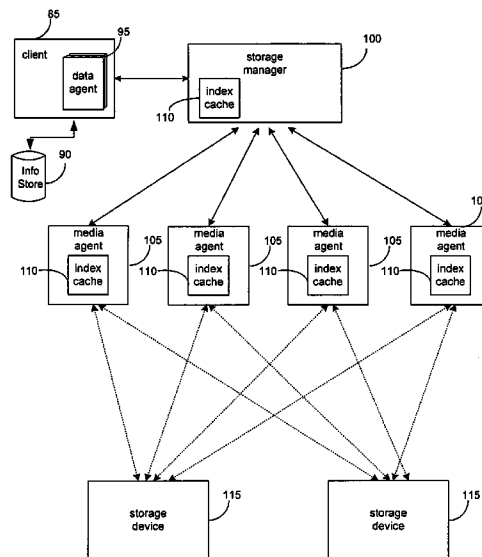 85
95
100
client
data
agent
storage
manager
index
cache
110
90
Info
Store
media
agent
105
110
index
cache
media
agent
105
110
index
cache
media
agent
105
110
index
cache
media
agent
110
index
cache
storage
device
115
storage
device
115